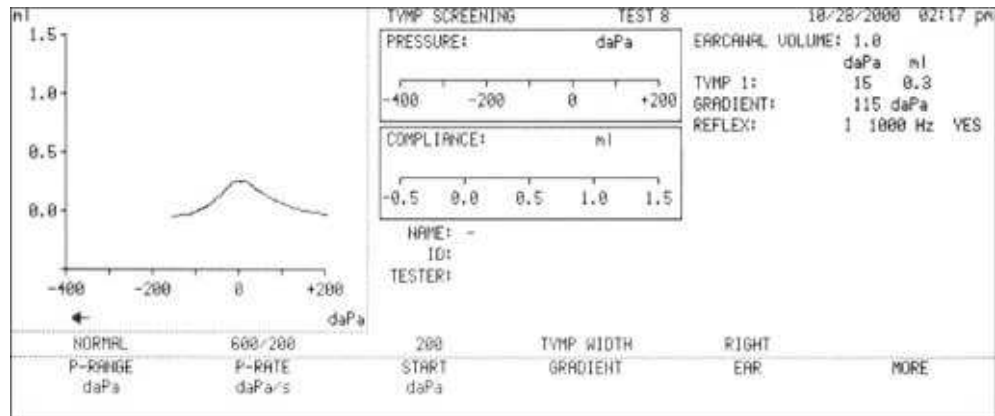 ml
1.5
1.0
0.5
0.0
-400 -200 0 +200
daPa
TYMP SCREENING TEST 8 10/28/2000 02:17 pm
PRESSURE: daPa
-400 -200 0 +200
COMPLIANCE: ml
-0.5 0.0 0.5 1.0 1.5
NAME: -
ID:
TESTER:
EARCANAL VOLUME: 1.0
daPa ml
TYMP 1: 15 0.3
GRADIENT: 115 daPa
REFLEX: I 1000 Hz YES
NORMAL 600/200 200 TYMP WIDTH RIGHT
P-RANGE P-RATE START GRADIENT EAR MORE
daPa daPa/s daPa